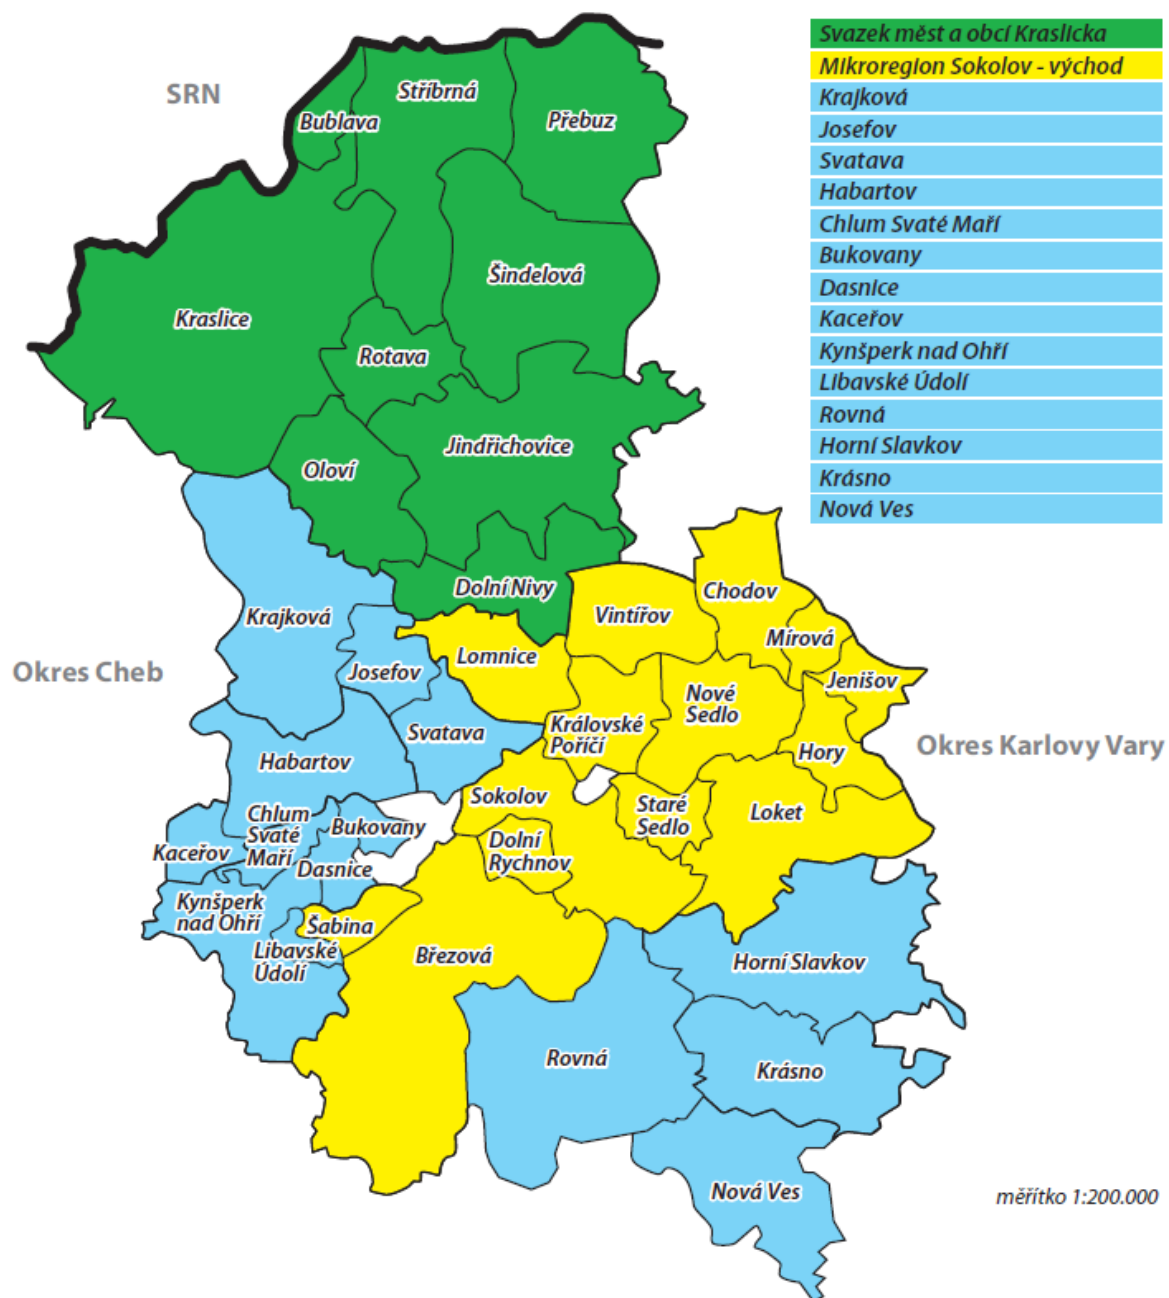 Svazek měst a obcí Kraslicka
Mikroregion Sokolov - východ
Krajková
Josefov
Svatava
Habartov
Chlum Svaté Maří
Bukovany
Dasnice
Kaceřov
Kynšperk nad Ohří
Libavské Údolí
Rovná
Horní Slavkov
Krásno
Nová Ves
SRN
Stříbrná
Bublava
Přebuz
Šindelová
Kraslice
Rotava
Jindřichovice
Oloví
Dolní Nivy
Chodov
Vintířov
Krajková
Mírová
Lomnice
Okres Cheb
Josefov
Jenišov
Nové
Sedlo
Královské
Poříčí
Svatava
Okres Karlovy Vary
Hory
Habartov
Sokolov
Staré
Sedlo
Loket
Chlum
Svaté
Maří
Bukovany
Dolní
Rychnov
Kaceřov
Dasnice
Kynšperk
nad Ohří
Šabina
Libavské
Údolí
Březová
Horní Slavkov
Rovná
Krásno
Nová Ves
měřítko 1:200.000